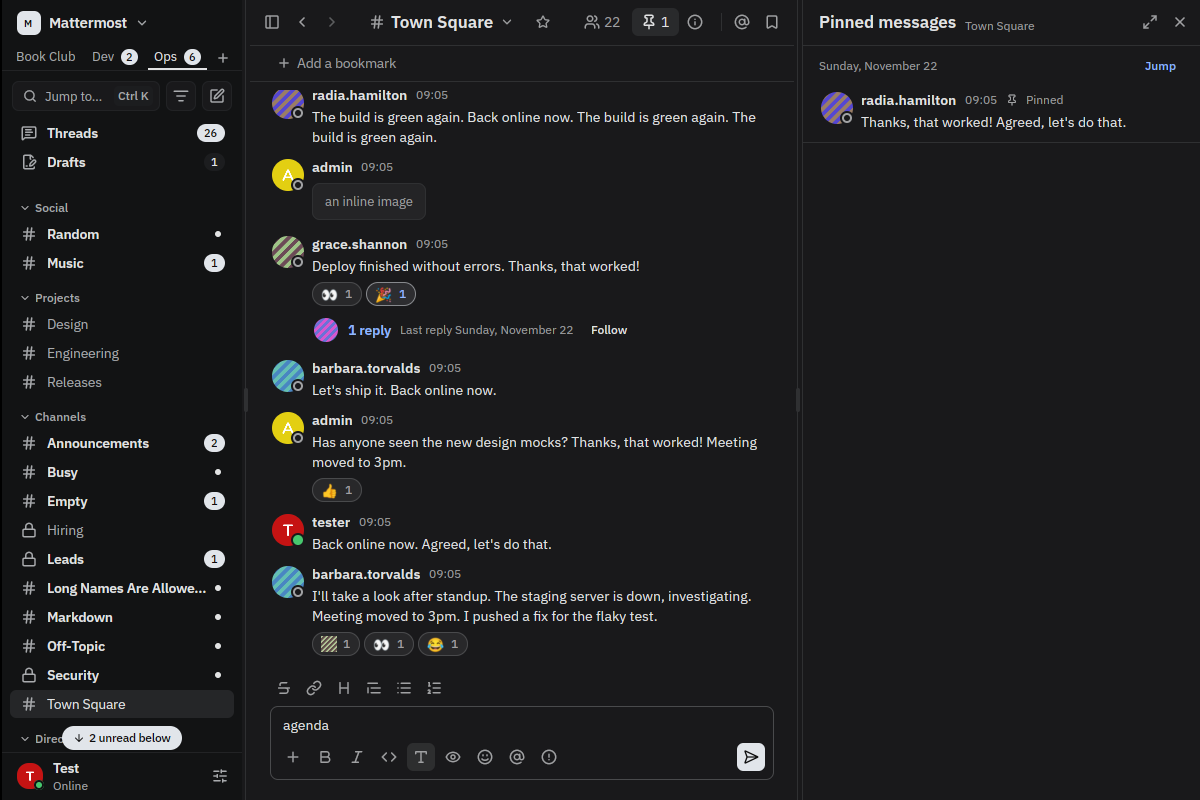 M Mattermost
Book Club Dev 2 Ops 6
Jump to... Ctrl K
Threads 26
Drafts 1
Social
Random
Music 1
Projects
Design
Engineering
Releases
Channels
Announcements 2
Busy
Empty 1
Hiring
Leads 1
Long Names Are Allowe...
Markdown
Off-Topic
Security
Town Square
Direc
2 unread below
T Test
Online
Town Square 22 1
Add a bookmark
radia.hamilton 09:05
The build is green again. Back online now. The build is green again. The
build is green again.
A admin 09:05
an inline image
grace.shannon 09:05
Deploy finished without errors. Thanks, that worked!
1 1
1 reply Last reply Sunday, November 22 Follow
barbara.torvalds 09:05
Let's ship it. Back online now.
A admin 09:05
Has anyone seen the new design mocks? Thanks, that worked! Meeting
moved to 3pm.
1
T tester 09:05
Back online now. Agreed, let's do that.
barbara.torvalds 09:05
I'll take a look after standup. The staging server is down, investigating.
Meeting moved to 3pm. I pushed a fix for the flaky test.
1 1 1
agenda
Pinned messages Town Square
Sunday, November 22 Jump
radia.hamilton 09:05 Pinned
Thanks, that worked! Agreed, let's do that.